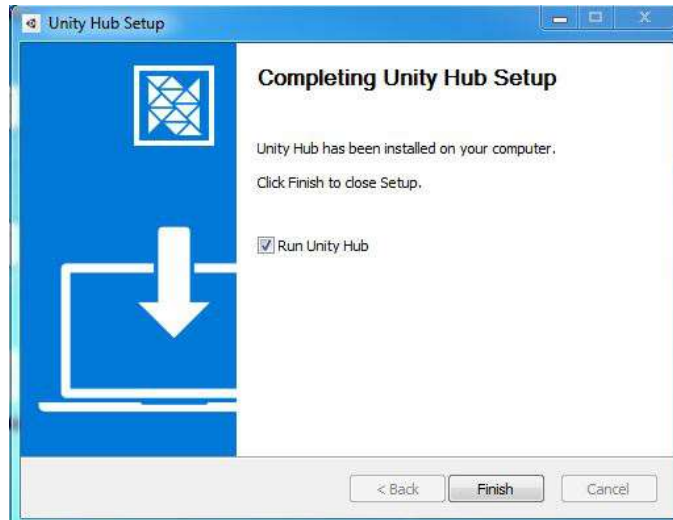 Unity Hub Setup
Completing Unity Hub Setup
Unity Hub has been installed on your computer.
Click Finish to close Setup.
Run Unity Hub
< Back
Finish
Cancel